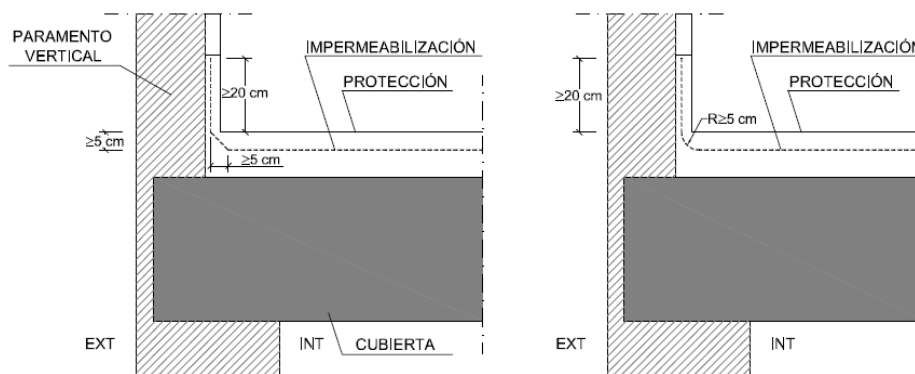 PARAMENTO
VERTICAL
IMPERMEABILIZACIÓN
≥20 cm
PROTECCIÓN
≥5 cm
≥5 cm
EXT
INT
CUBIERTA
IMPERMEABILIZACIÓN
≥20 cm
PROTECCIÓN
R≥5 cm
EXT
INT